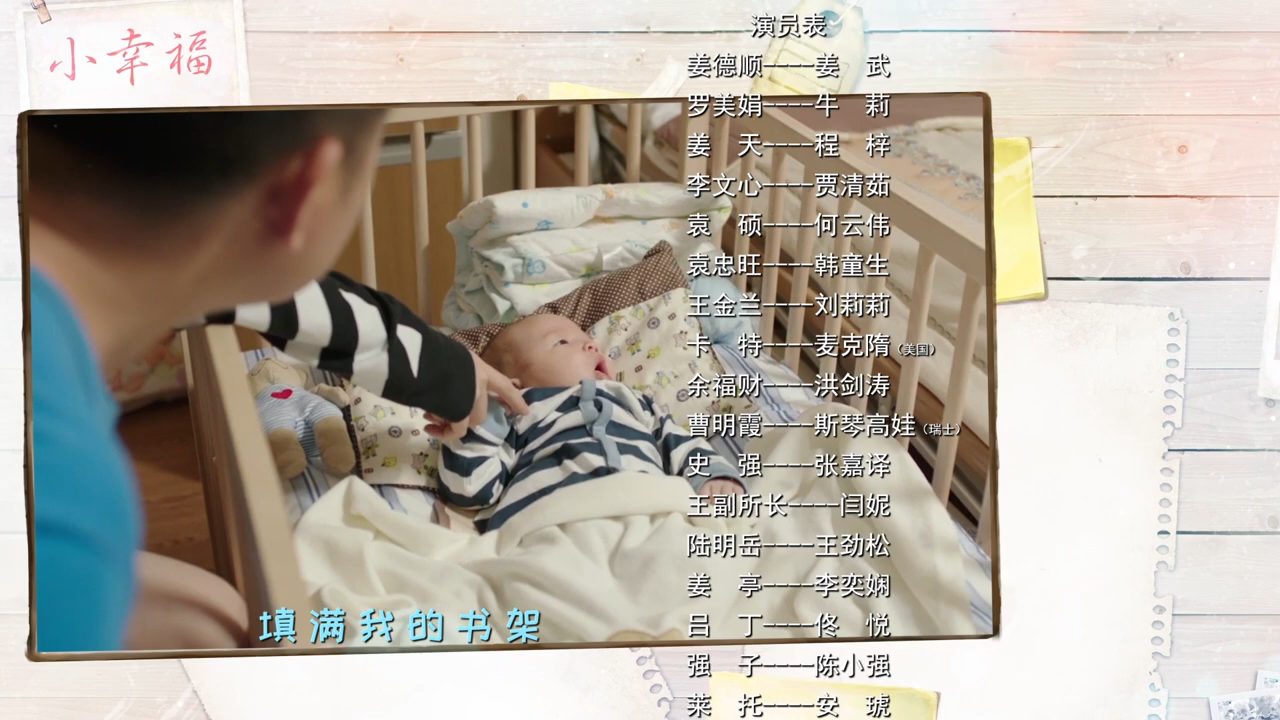 小幸福
演员表
姜德顺----姜 武
罗美娟----牛 莉
姜 天----程 梓
李文心----贾清茹
袁 硕----何云伟
袁忠旺----韩童生
王金兰----刘莉莉
卡 特----麦克隋（美国）
余福财----洪剑涛
曹明霞----斯琴高娃（瑞士）
史 强----张嘉译
王副所长----闫妮
陆明岳----王劲松
姜 亭----李奕娴
吕 丁----佟 悦
强 子----陈小强
莱 托----安 琥
填满我的书架